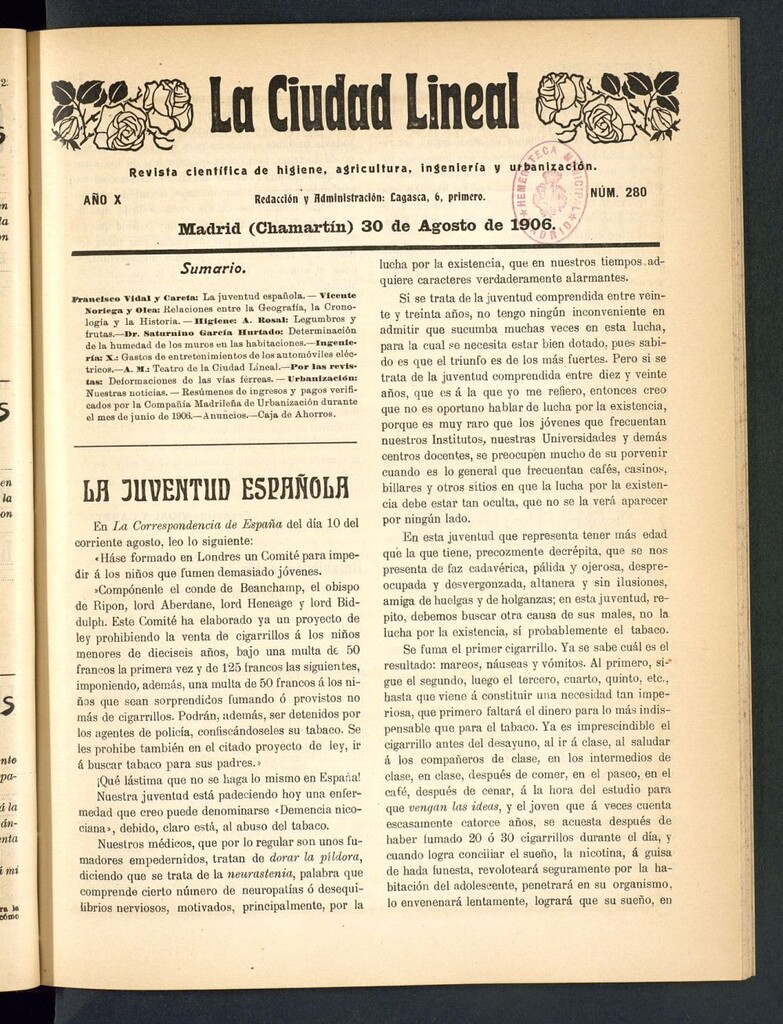 La Ciudad Lineal
Revista científica de higiene, agricultura, ingeniería y urbanización.
AÑO X
Redacción y Administración: Lagasca, 6, primero.
NÚM. 280
HEMEROTECA MUNICIPAL
MADRID
Madrid (Chamartín) 30 de Agosto de 1906.
Sumario.
Francisco Vidal y Careta: La juventud española.—Vicente
Noriega y Olea: Relaciones entre la Geografía, la Crono-
logía y la Historia.—Higiene: A. Rosal: Legumbres y
frutas.—Dr. Saturnino García Hurtado: Determinación
de la humedad de los muros en las habitaciones.—Ingenie-
ría: X.: Gastos de entretenimientos de los automóviles eléc-
tricos.—A. M.: Teatro de la Ciudad Lineal.—Por las revis-
tas: Deformaciones de las vías férreas.—Urbanización:
Nuestras noticias.—Resúmenes de ingresos y pagos verifi-
cados por la Compañía Madrileña de Urbanización durante
el mes de junio de 1906.—Anuncios.—Caja de Ahorros.
LA JUVENTUD ESPAÑOLA
En La Correspondencia de España del día 10 del
corriente agosto, leo lo siguiente:
«Háse formado en Londres un Comité para impe-
dir á los niños que fumen demasiado jóvenes.
»Compónenle el conde de Beanchamp, el obispo
de Ripon, lord Aberdane, lord Heneage y lord Bid-
dulph. Este Comité ha elaborado ya un proyecto de
ley prohibiendo la venta de cigarrillos á los niños
menores de dieciseis años, bajo una multa de 50
francos la primera vez y de 125 francos las siguientes,
imponiendo, además, una multa de 50 francos á los ni-
ños que sean sorprendidos fumando ó provistos no
más de cigarrillos. Podrán, además, ser detenidos por
los agentes de policía, confiscándoseles su tabaco. Se
les prohibe también en el citado proyecto de ley, ir
á buscar tabaco para sus padres.»
¡Qué lástima que no se haga lo mismo en España!
Nuestra juventud está padeciendo hoy una enfer-
medad que creo puede denominarse «Demencia nico-
ciana», debido, claro está, al abuso del tabaco.
Nuestros médicos, que por lo regular son unos fu-
madores empedernidos, tratan de dorar la píldora,
diciendo que se trata de la neurastenia, palabra que
comprende cierto número de neuropatías ó desequi-
librios nerviosos, motivados, principalmente, por la
lucha por la existencia, que en nuestros tiempos ad-
quiere caracteres verdaderamente alarmantes.
Si se trata de la juventud comprendida entre vein-
te y treinta años, no tengo ningún inconveniente en
admitir que sucumba muchas veces en esta lucha,
para la cual se necesita estar bien dotado, pues sabi-
do es que el triunfo es de los más fuertes. Pero si se
trata de la juventud comprendida entre diez y veinte
años, que es á la que yo me refiero, entonces creo
que no es oportuno hablar de lucha por la existencia,
porque es muy raro que los jóvenes que frecuentan
nuestros Institutos, nuestras Universidades y demás
centros docentes, se preocupen mucho de su porvenir
cuando es lo general que frecuentan cafés, casinos,
billares y otros sitios en que la lucha por la existen-
cia debe estar tan oculta, que no se la verá aparecer
por ningún lado.
En esta juventud que representa tener más edad
que la que tiene, precozmente decrépita, que se nos
presenta de faz cadavérica, pálida y ojerosa, despre-
ocupada y desvergonzada, altanera y sin ilusiones,
amiga de huelgas y de holganzas; en esta juventud, re-
pito, debemos buscar otra causa de sus males, no la
lucha por la existencia, sí probablemente el tabaco.
Se fuma el primer cigarrillo. Ya se sabe cuál es el
resultado: mareos, náuseas y vómitos. Al primero, si-
gue el segundo, luego el tercero, cuarto, quinto, etc.,
hasta que viene á constituir una necesidad tan impe-
riosa, que primero faltará el dinero para lo más indis-
pensable que para el tabaco. Ya es imprescindible el
cigarrillo antes del desayuno, al ir á clase, al saludar
á los compañeros de clase, en los intermedios de
clase, en clase, después de comer, en el paseo, en el
café, después de cenar, á la hora del estudio para
que vengan las ideas, y el joven que á veces cuenta
escasamente catorce años, se acuesta después de
haber fumado 20 ó 30 cigarrillos durante el día, y
cuando logra conciliar el sueño, la nicotina, á guisa
de hada funesta, revoloteará seguramente por la ha-
bitación del adolescente, penetrará en su organismo,
lo envenenará lentamente, logrará que su sueño, en